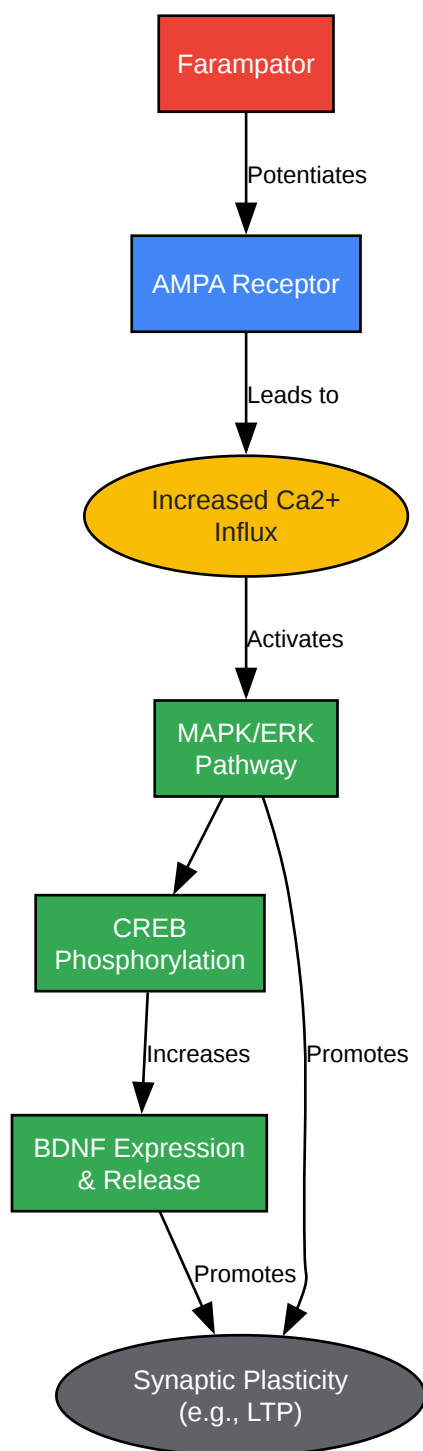 Farampator
Potentiates
AMPA Receptor
Leads to
Increased Ca2+
Influx
Activates
MAPK/ERK
Pathway
CREB
Phosphorylation
Increases
Promotes
BDNF Expression
& Release
Promotes
Synaptic Plasticity
(e.g., LTP)